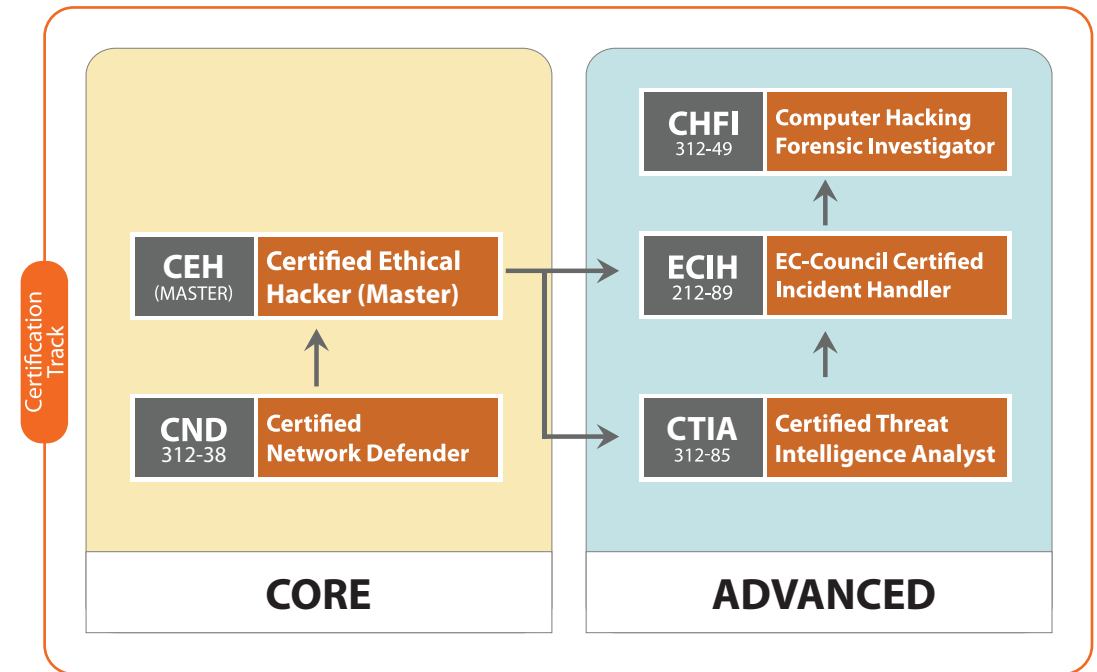 Certification
Track
CEH
(MASTER)
Certified Ethical
Hacker (Master)
CND
312-38
Certified
Network Defender
CORE
CHFI
312-49
Computer Hacking
Forensic Investigator
ECIH
212-89
EC-Council Certified
Incident Handler
CTIA
312-85
Certified Threat
Intelligence Analyst
ADVANCED